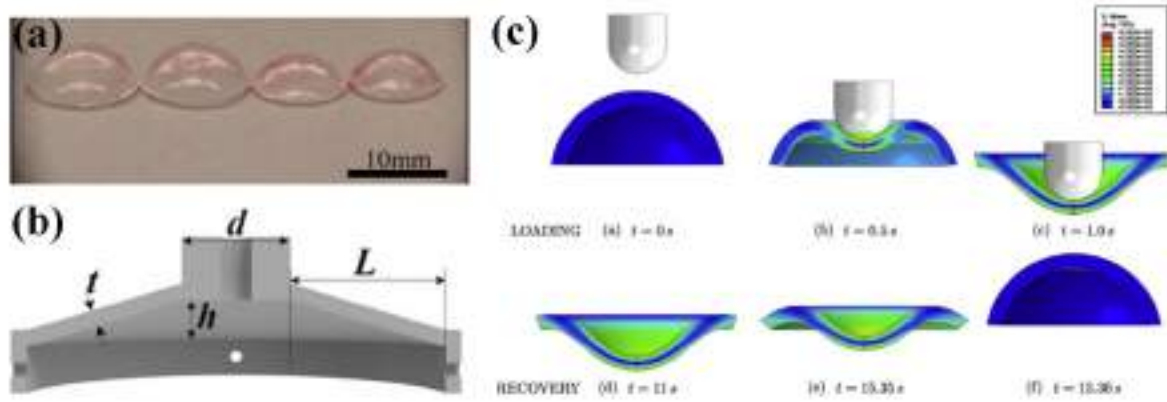 (a)
10mm
(b)
d
L
t
h
(c)
LOADING (a) t = 0 s (b) t = 0.5 s (c) t = 1.0 s
RECOVERY (d) t = 11 s (e) t = 15.35 s (f) t = 15.36 s